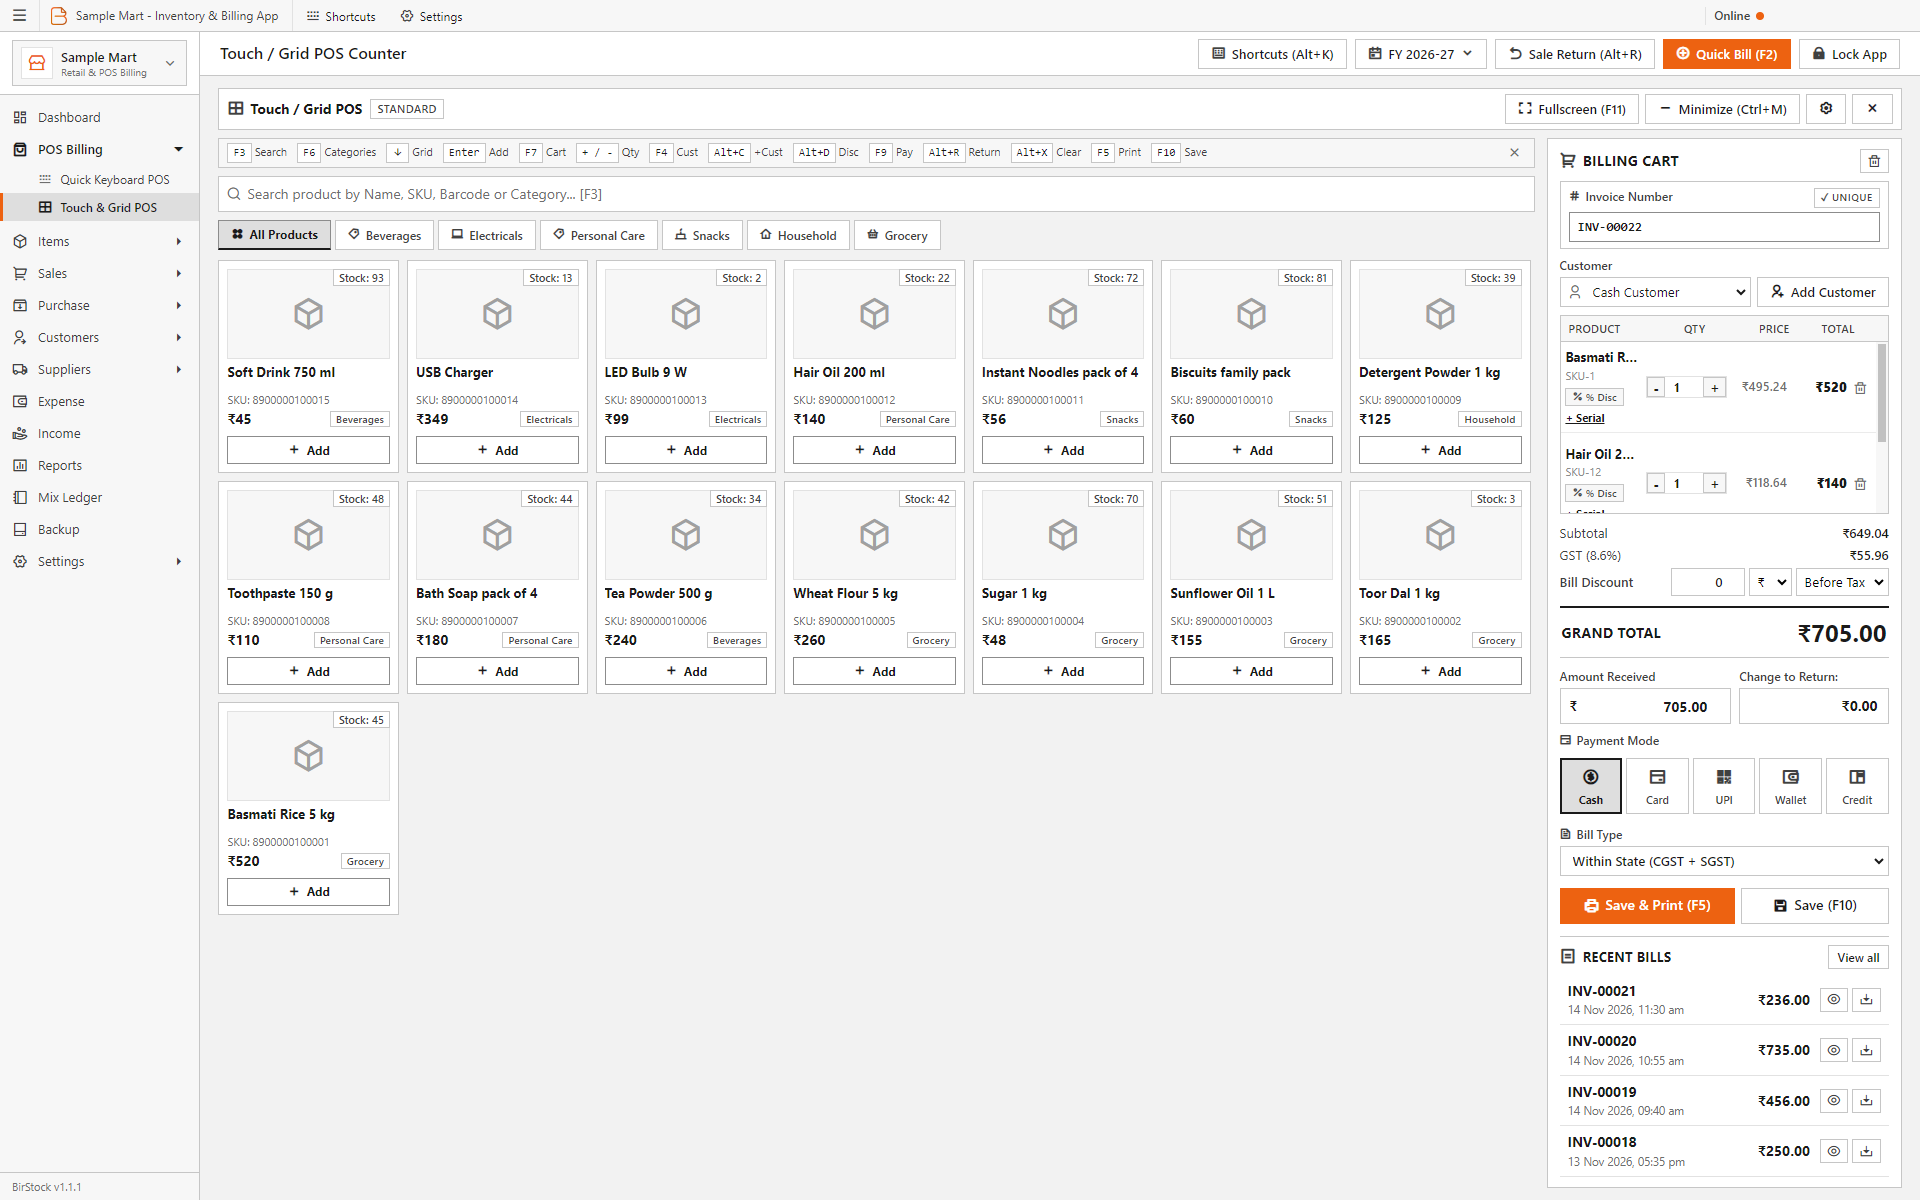 Sample Mart - Inventory & Billing App
Shortcuts
Settings
Online
Sample Mart
Retail & POS Billing
Dashboard
POS Billing
Quick Keyboard POS
Touch & Grid POS
Items
Sales
Purchase
Customers
Suppliers
Expense
Income
Reports
Mix Ledger
Backup
Settings
BirStock v1.1.1
Touch / Grid POS Counter
Shortcuts (Alt+K)
FY 2026-27
Sale Return (Alt+R)
Quick Bill (F2)
Lock App
Touch / Grid POS
STANDARD
Fullscreen (F11)
Minimize (Ctrl+M)
F3 Search F6 Categories ↓ Grid Enter Add F7 Cart + / - Qty F4 Cust Alt+C +Cust Alt+D Disc F9 Pay Alt+R Return Alt+X Clear F5 Print F10 Save
Search product by Name, SKU, Barcode or Category... [F3]
All Products Beverages Electricals Personal Care Snacks Household Grocery
Stock: 93
Soft Drink 750 ml
SKU: 8900000100015
₹45 Beverages
+ Add
Stock: 13
USB Charger
SKU: 8900000100014
₹349 Electricals
+ Add
Stock: 2
LED Bulb 9 W
SKU: 8900000100013
₹99 Electricals
+ Add
Stock: 22
Hair Oil 200 ml
SKU: 8900000100012
₹140 Personal Care
+ Add
Stock: 72
Instant Noodles pack of 4
SKU: 8900000100011
₹56 Snacks
+ Add
Stock: 81
Biscuits family pack
SKU: 8900000100010
₹60 Snacks
+ Add
Stock: 39
Detergent Powder 1 kg
SKU: 8900000100009
₹125 Household
+ Add
Stock: 48
Toothpaste 150 g
SKU: 8900000100008
₹110 Personal Care
+ Add
Stock: 44
Bath Soap pack of 4
SKU: 8900000100007
₹180 Personal Care
+ Add
Stock: 34
Tea Powder 500 g
SKU: 8900000100006
₹240 Beverages
+ Add
Stock: 42
Wheat Flour 5 kg
SKU: 8900000100005
₹260 Grocery
+ Add
Stock: 70
Sugar 1 kg
SKU: 8900000100004
₹48 Grocery
+ Add
Stock: 51
Sunflower Oil 1 L
SKU: 8900000100003
₹155 Grocery
+ Add
Stock: 3
Toor Dal 1 kg
SKU: 8900000100002
₹165 Grocery
+ Add
Stock: 45
Basmati Rice 5 kg
SKU: 8900000100001
₹520 Grocery
+ Add
BILLING CART
# Invoice Number
✓ UNIQUE
INV-00022
Customer
Cash Customer
Add Customer
PRODUCT QTY PRICE TOTAL
Basmati R...
SKU-1
% Disc
+ Serial
- 1 + ₹495.24 ₹520
Hair Oil 2...
SKU-12
% Disc
+ Serial
- 1 + ₹118.64 ₹140
Subtotal ₹649.04
GST (8.6%) ₹55.96
Bill Discount 0 ₹ Before Tax
GRAND TOTAL ₹705.00
Amount Received
₹ 705.00
Change to Return:
₹0.00
Payment Mode
Cash Card UPI Wallet Credit
Bill Type
Within State (CGST + SGST)
Save & Print (F5)
Save (F10)
RECENT BILLS
View all
INV-00021
14 Nov 2026, 11:30 am
₹236.00
INV-00020
14 Nov 2026, 10:55 am
₹735.00
INV-00019
14 Nov 2026, 09:40 am
₹456.00
INV-00018
13 Nov 2026, 05:35 pm
₹250.00